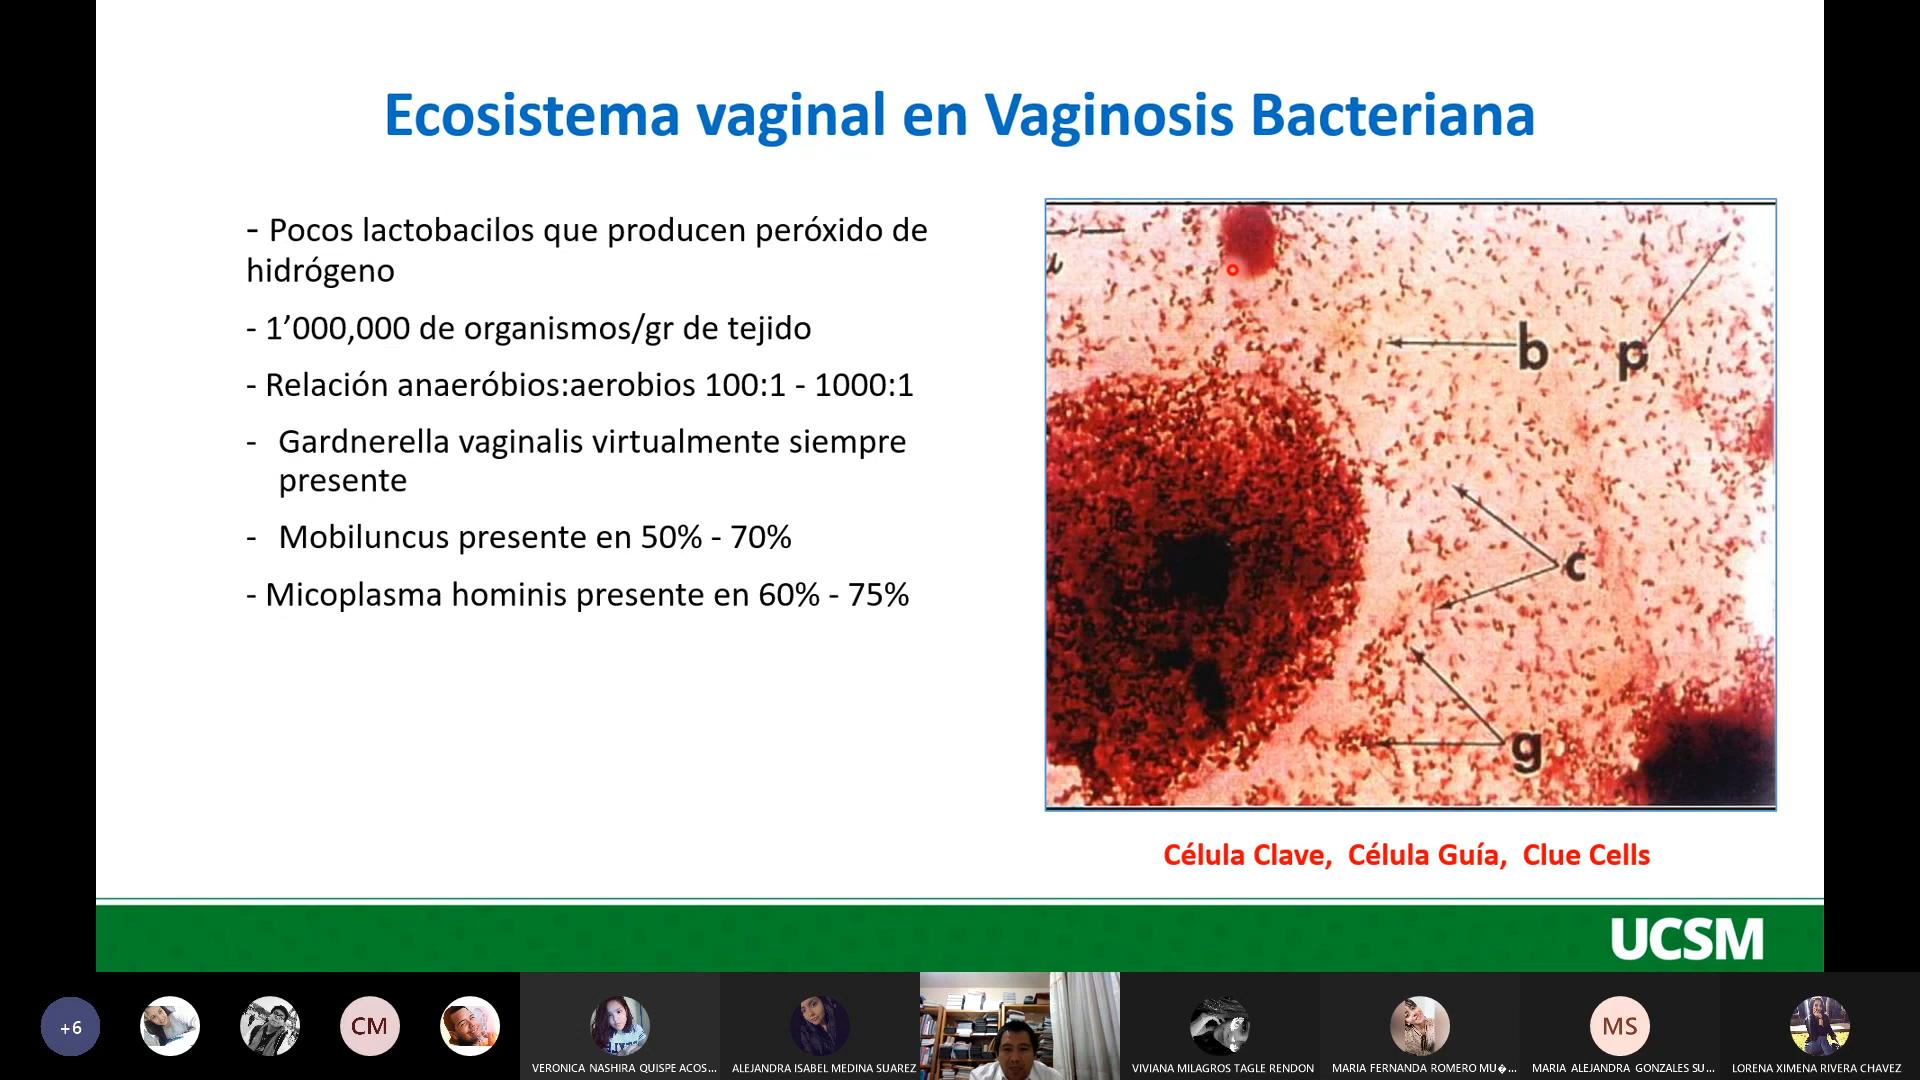 Ecosistema vaginal en Vaginosis Bacteriana
- Pocos lactobacilos que producen peróxido de
hidrógeno
- 1’000,000 de organismos/gr de tejido
- Relación anaeróbios:aerobios 100:1 - 1000:1
- Gardnerella vaginalis virtualmente siempre
presente
- Mobiluncus presente en 50% - 70%
- Micoplasma hominis presente en 60% - 75%
b
p
c
g
Célula Clave, Célula Guía, Clue Cells
UCSM
+6
CM
MS
VERONICA NASHIRA QUISPE ACOS...
ALEJANDRA ISABEL MEDINA SUAREZ
VIVIANA MILAGROS TAGLE RENDON
MARIA FERNANDA ROMERO MU�...
MARIA ALEJANDRA GONZALES SU...
LORENA XIMENA RIVERA CHAVEZ